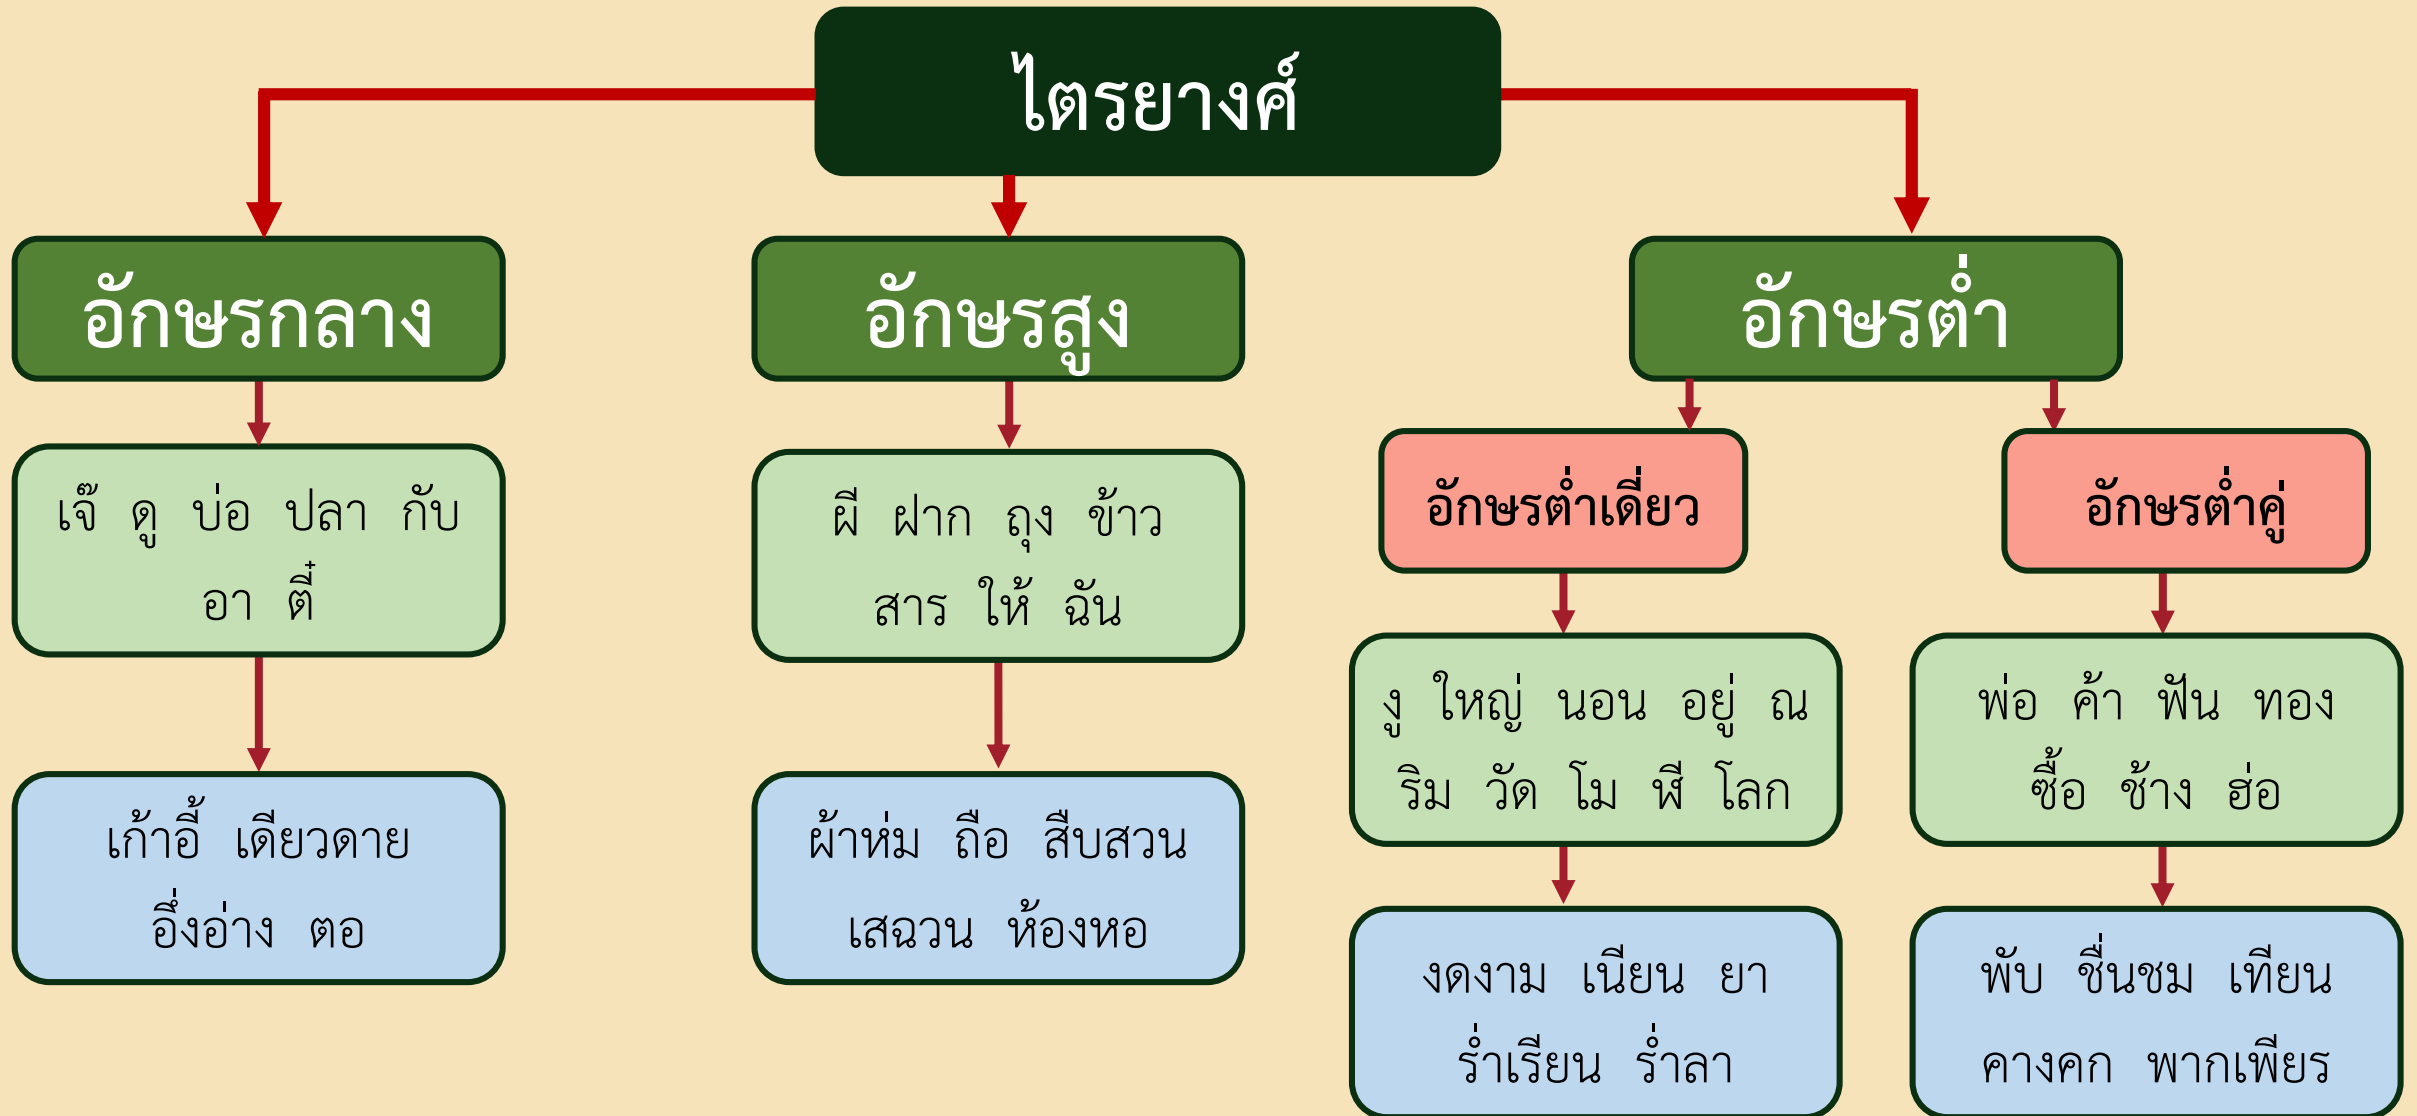 ไตรยางศ์
อักษรกลาง
อักษรสูง
อักษรต่ำ
เจ๊ ดู บ่อ ปลา กับ
อา ตี๋
ผี ฝาก ถุง ข้าว
สาร ให้ ฉัน
อักษรต่ำเดี่ยว
อักษรต่ำคู่
งู ใหญ่ นอน อยู่ ณ
ริม วัด โม ฬี โลก
พ่อ ค้า ฟัน ทอง
ซื้อ ช้าง ฮ่อ
เก้าอี้ เดียวดาย
อึ่งอ่าง ตอ
ผ้าห่ม ถือ สืบสวน
เสฉวน ห้องหอ
งดงาม เนียน ยา
ร่ำเรียน ร่ำลา
พับ ชื่นชม เทียน
คางคก พากเพียร